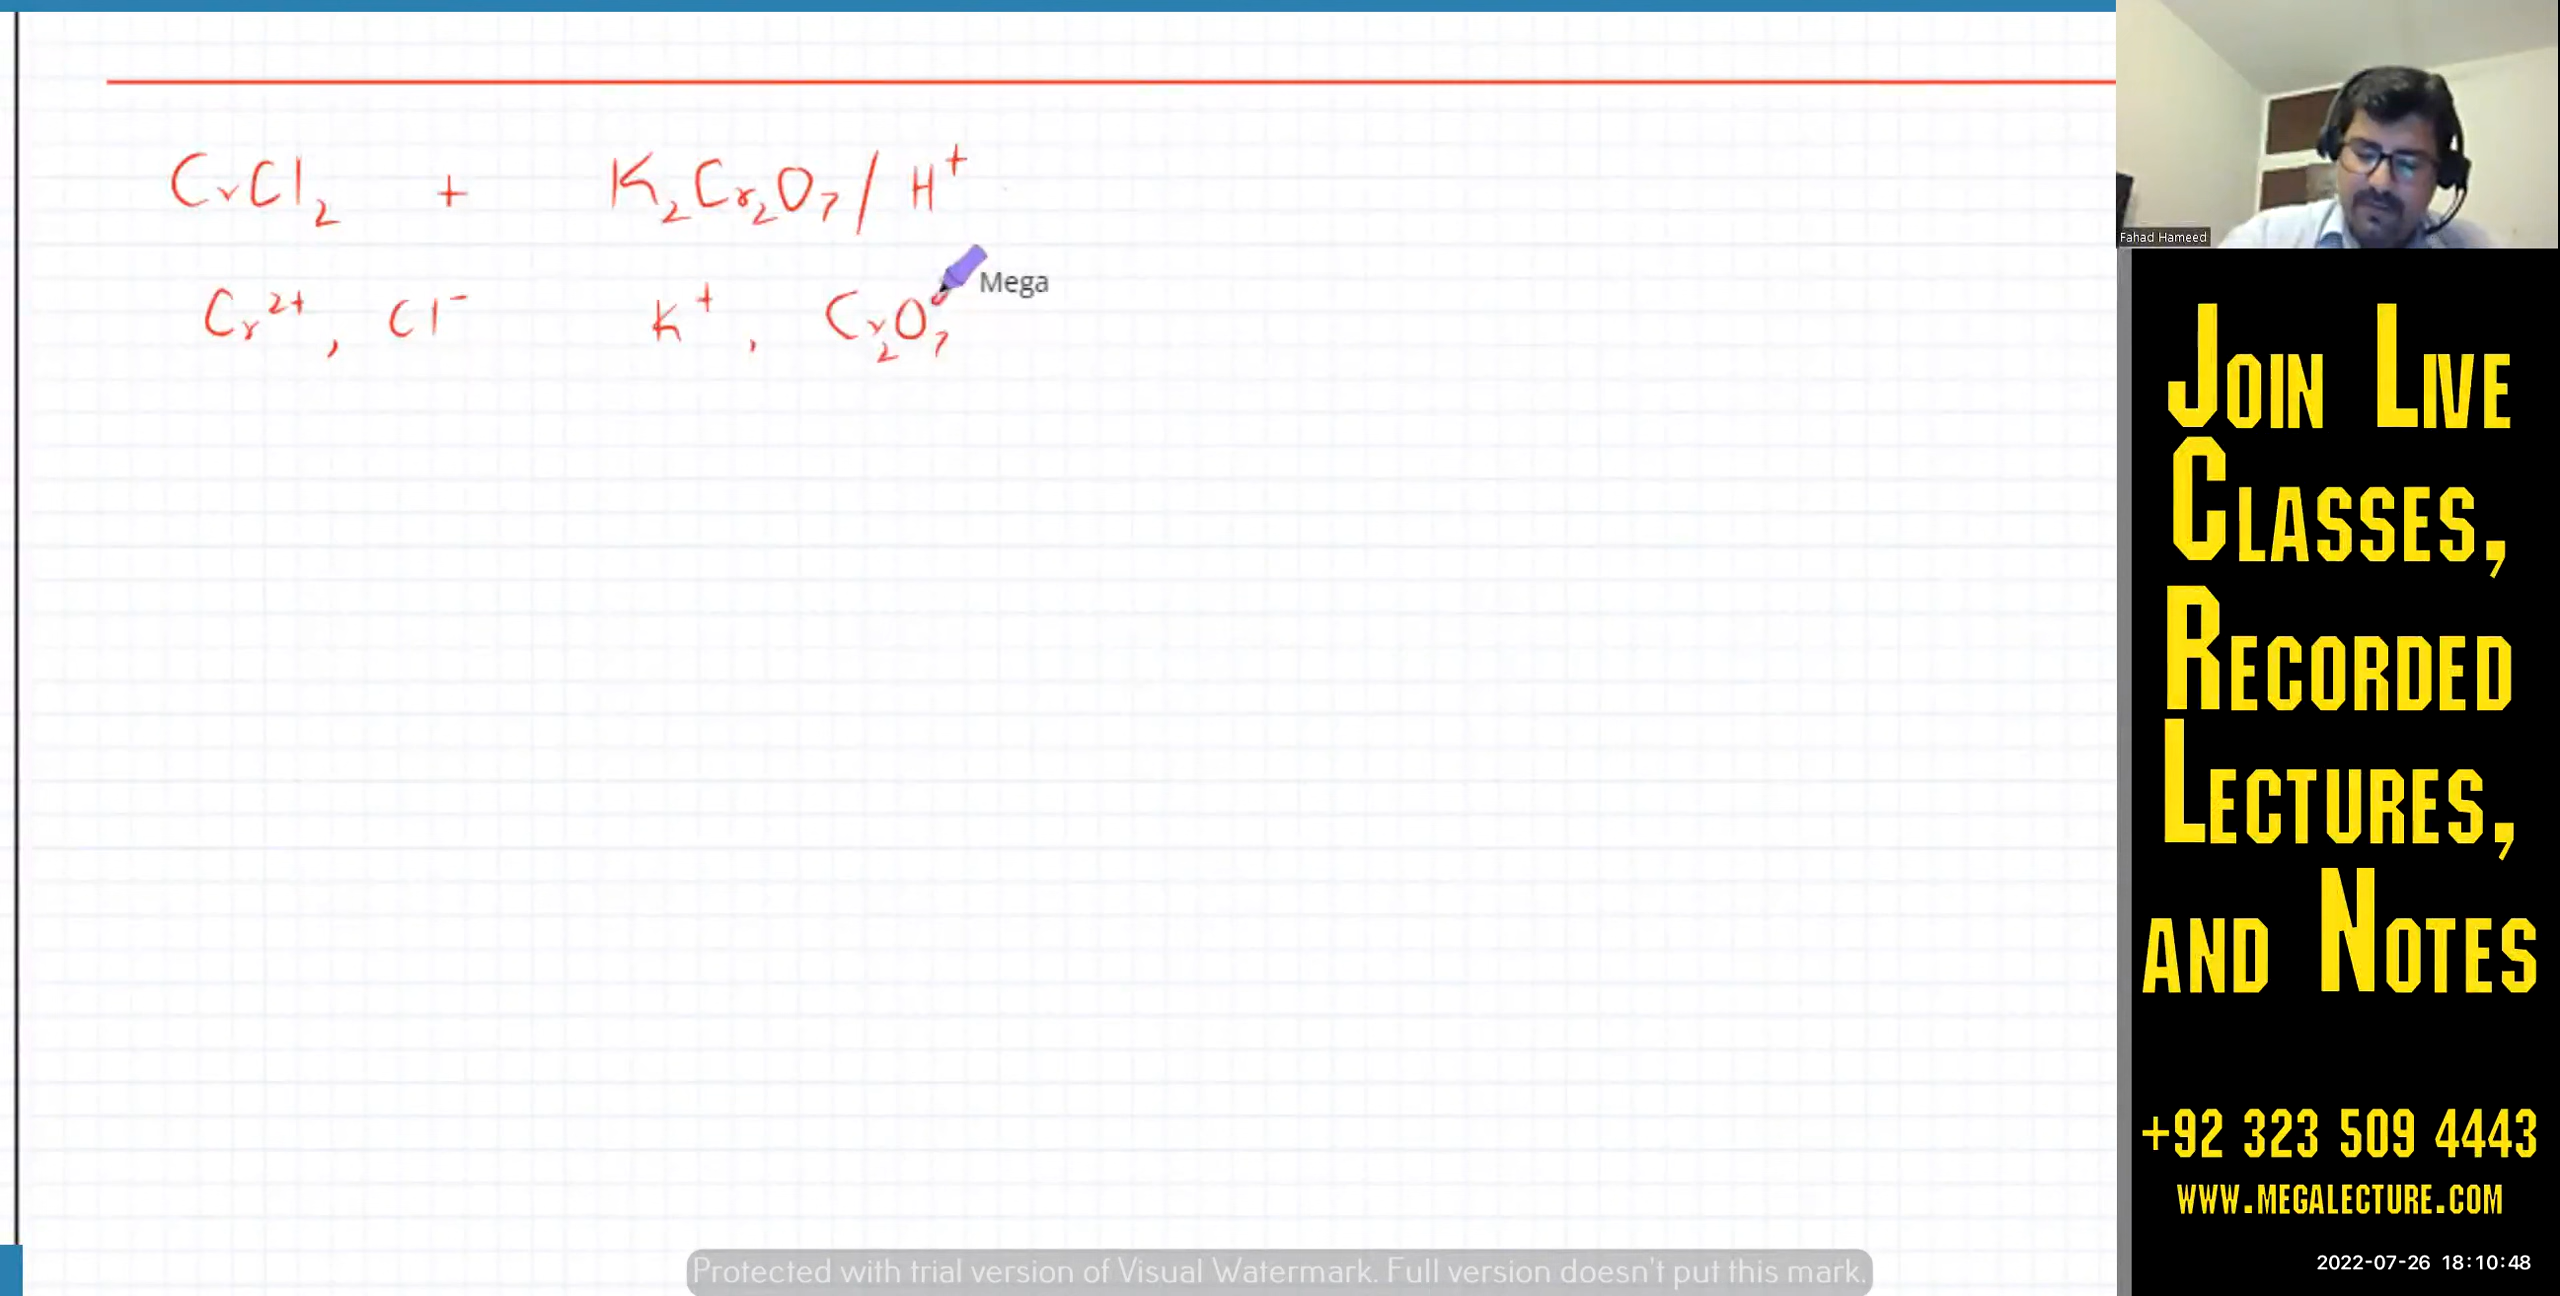 CrCl₂ + K₂Cr₂O₇ / H⁺
Cr²⁺, Cl⁻ K⁺, Cr₂O₇
Mega
Fahad Hameed
JOIN LIVE
CLASSES,
RECORDED
LECTURES,
AND NOTES
+92 323 509 4443
WWW.MEGALECTURE.COM
2022-07-26 18:10:48
Protected with trial version of Visual Watermark. Full version doesn't put this mark.